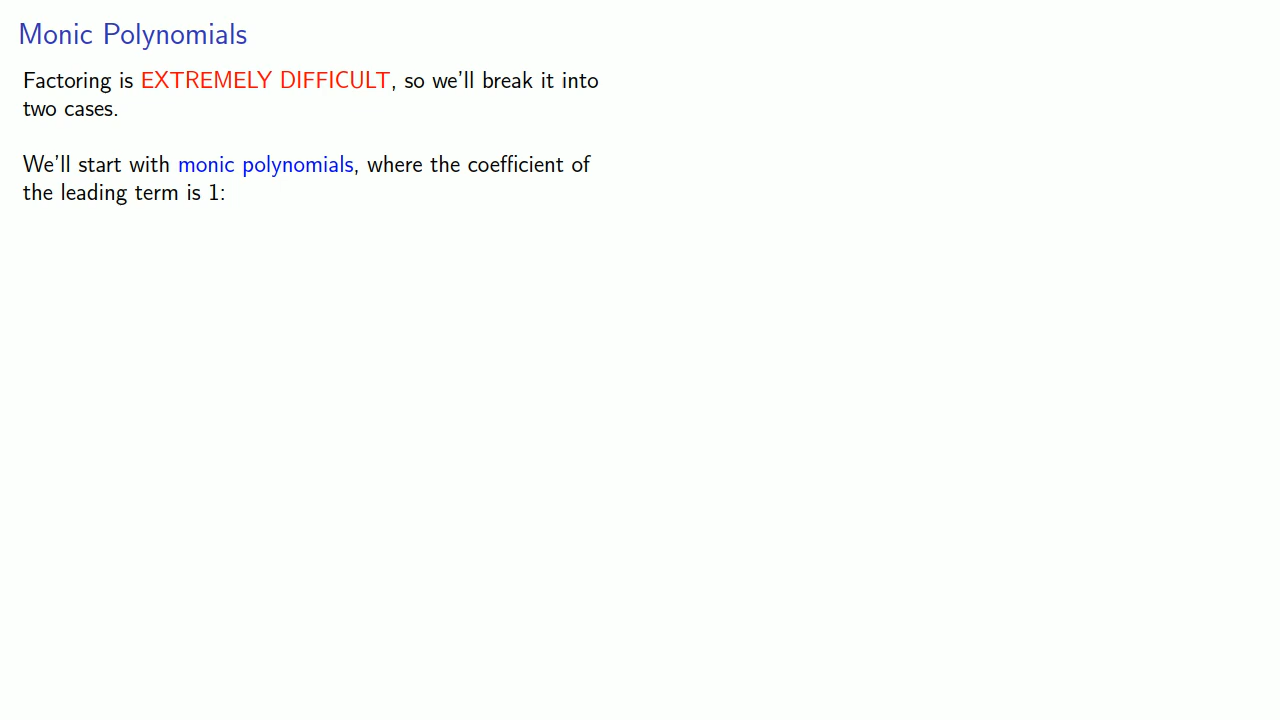 Monic Polynomials
Factoring is EXTREMELY DIFFICULT, so we'll break it into
two cases.
We'll start with monic polynomials, where the coefficient of
the leading term is 1: